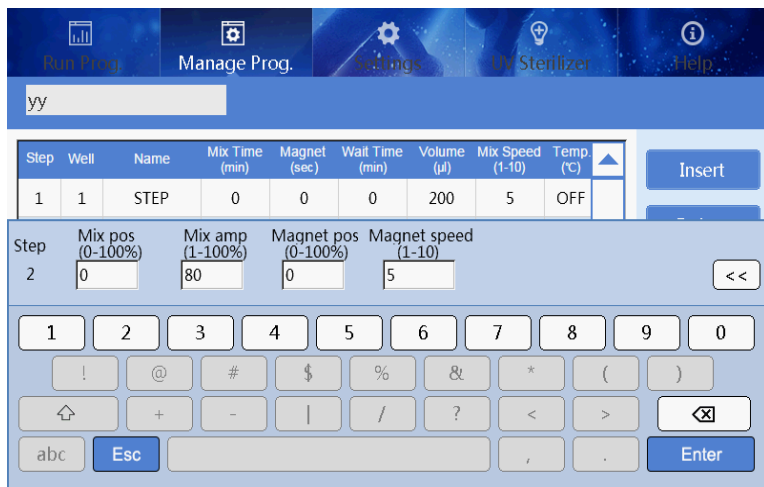 Run Prog. Manage Prog. Settings UV Sterilizer Help
yy
Step Well Name Mix Time (min) Magnet (sec) Wait Time (min) Volume (μl) Mix Speed (1-10) Temp. (℃)
Insert
1 1 STEP 0 0 0 200 5 OFF
Step Mix pos (0-100%) Mix amp (1-100%) Magnet pos (0-100%) Magnet speed (1-10)
2 0 80 0 5 <<
1 2 3 4 5 6 7 8 9 0
! @ # $ % & * ( )
+ - | / ? < >
abc Esc , . Enter